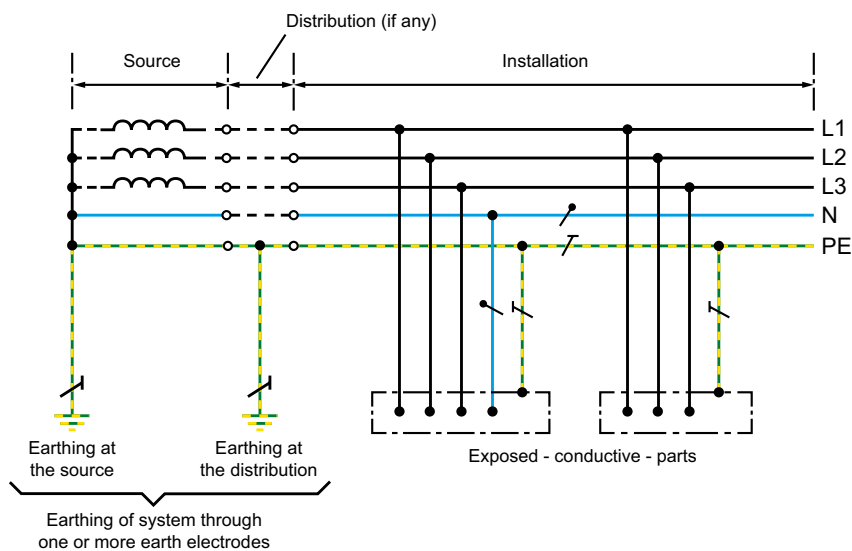 Distribution (if any)
Source
Installation
L1
L2
L3
N
PE
Earthing at
the source
Earthing at
the distribution
Exposed - conductive - parts
Earthing of system through
one or more earth electrodes